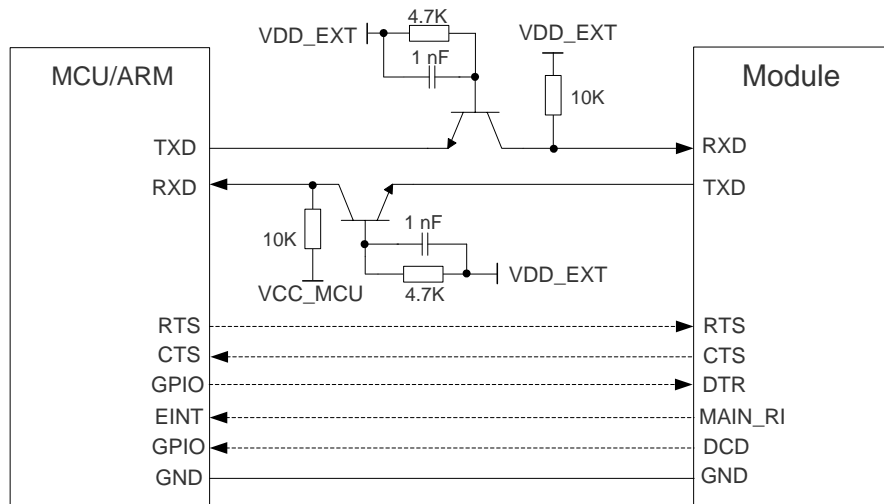 4.7K
VDD_EXT
VDD_EXT
1 nF
MCU/ARM
Module
10K
TXD
RXD
RXD
TXD
1 nF
10K
VDD_EXT
VCC_MCU
4.7K
RTS
RTS
CTS
CTS
GPIO
DTR
EINT
MAIN_RI
GPIO
DCD
GND
GND